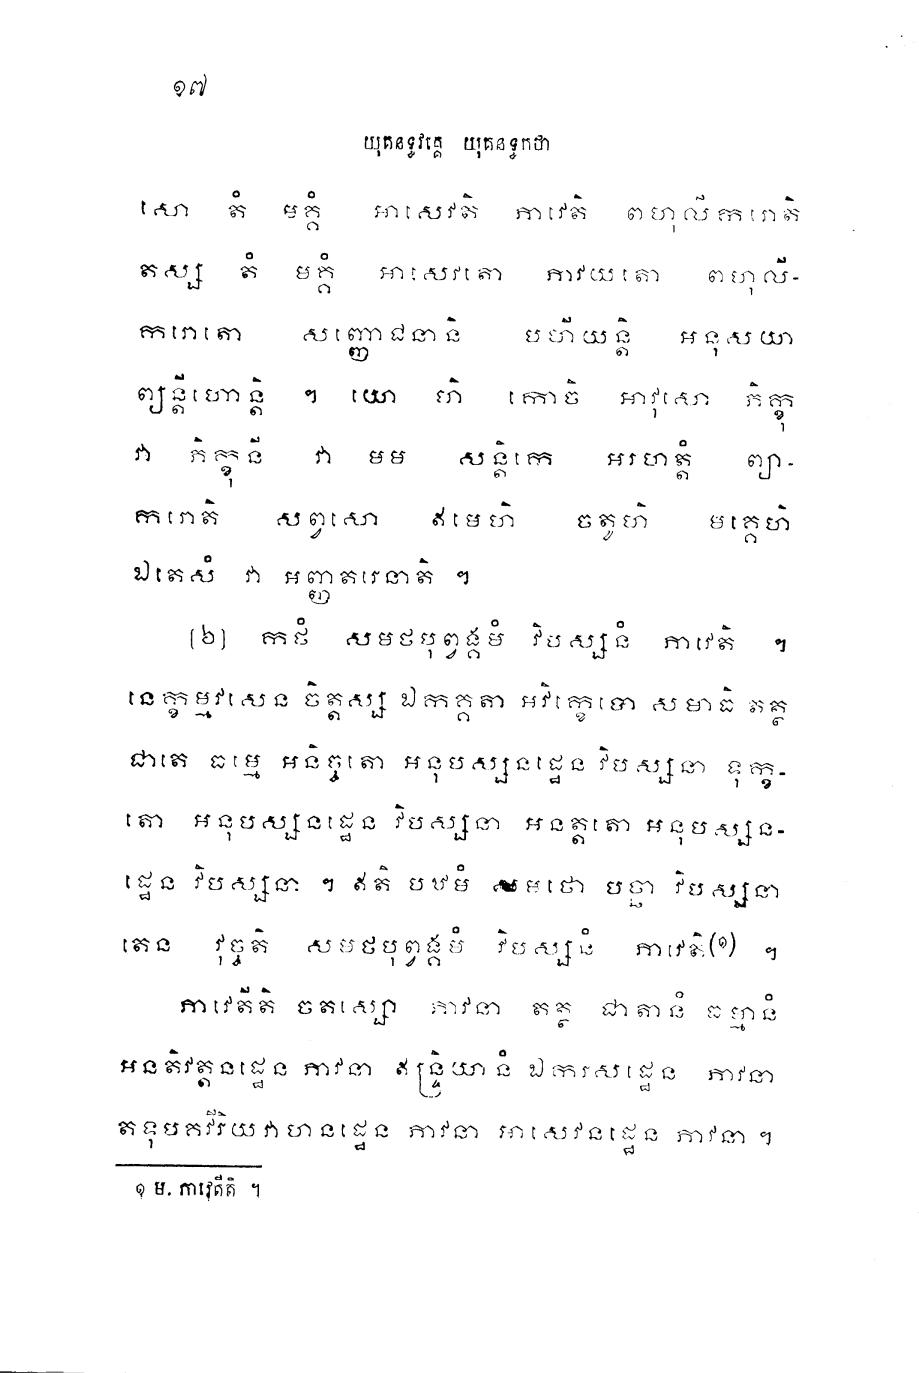 ១៧
យុគនទ្ធវគ្គេ យុគនទ្ធកថា
សោ តំ មគ្គំ អាសេវតិ ភាវេតិ ពហុលីករោតិ
តស្ស តំ មគ្គំ អាសេវតោ ភាវយតោ ពហុលី-
ករោតោ សញ្ញោជនានិ បហីយន្តិ អនុសយា
ព្យន្តីហោន្តិ ។ យោ ហិ កោចិ អាវុសោ ភិក្ខុ
វា ភិក្ខុនី វា មម សន្តិកេ អរហត្តំ ព្យា-
ករោតិ សព្វសោ ឥមេហិ ចតូហិ មគ្គេហិ
ឯតេសំ វា អញ្ញតរេនាតិ ។
(២) កថំ សមថបុព្វង្គមំ វិបស្សនំ ភាវេតិ ។
នេក្ខម្មវសេន ចិត្តស្ស ឯកគ្គតា អវិក្ខេបោ សមាធិ តត្ថ
ជាតេ ធម្មេ អនិច្ចតោ អនុបស្សនដ្ឋេន វិបស្សនា ទុក្ខ-
តោ អនុបស្សនដ្ឋេន វិបស្សនា អនត្តតោ អនុបស្សន-
ដ្ឋេន វិបស្សនា ។ ឥតិ បឋមំ សមថោ បច្ឆា វិបស្សនា
តេន វុច្ចតិ សមថបុព្វង្គមំ វិបស្សនំ ភាវេតិ(១) ។
ភាវេតីតិ ចតស្សោ ភាវនា តត្ថ ជាតានំ ធម្មានំ
អនតិវត្តនដ្ឋេន ភាវនា ឥន្ទ្រិយានំ ឯករសដ្ឋេន ភាវនា
តទុបគវីរិយវាហនដ្ឋេន ភាវនា អាសេវនដ្ឋេន ភាវនា ។
១ ម. ភាវេតីតិ ។